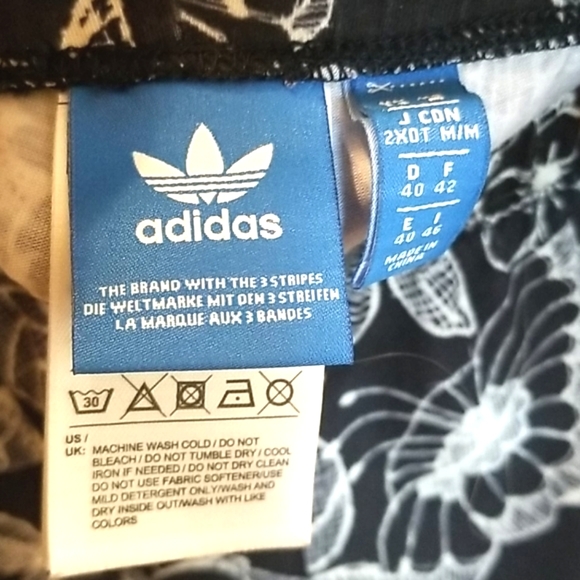 adidas
THE BRAND WITH THE 3 STRIPES
DIE WELTMARKE MIT DEN 3 STREIFEN
LA MARQUE AUX 3 BANDES
J CDN
2XOT M/M
D F
40 42
E I
40 46
MADE IN
CHINA
30
US /
UK: MACHINE WASH COLD / DO NOT
BLEACH / DO NOT TUMBLE DRY / COOL
IRON IF NEEDED / DO NOT DRY CLEAN
DO NOT USE FABRIC SOFTENER/USE
MILD DETERGENT ONLY/WASH AND
DRY INSIDE OUT/WASH WITH LIKE
COLORS